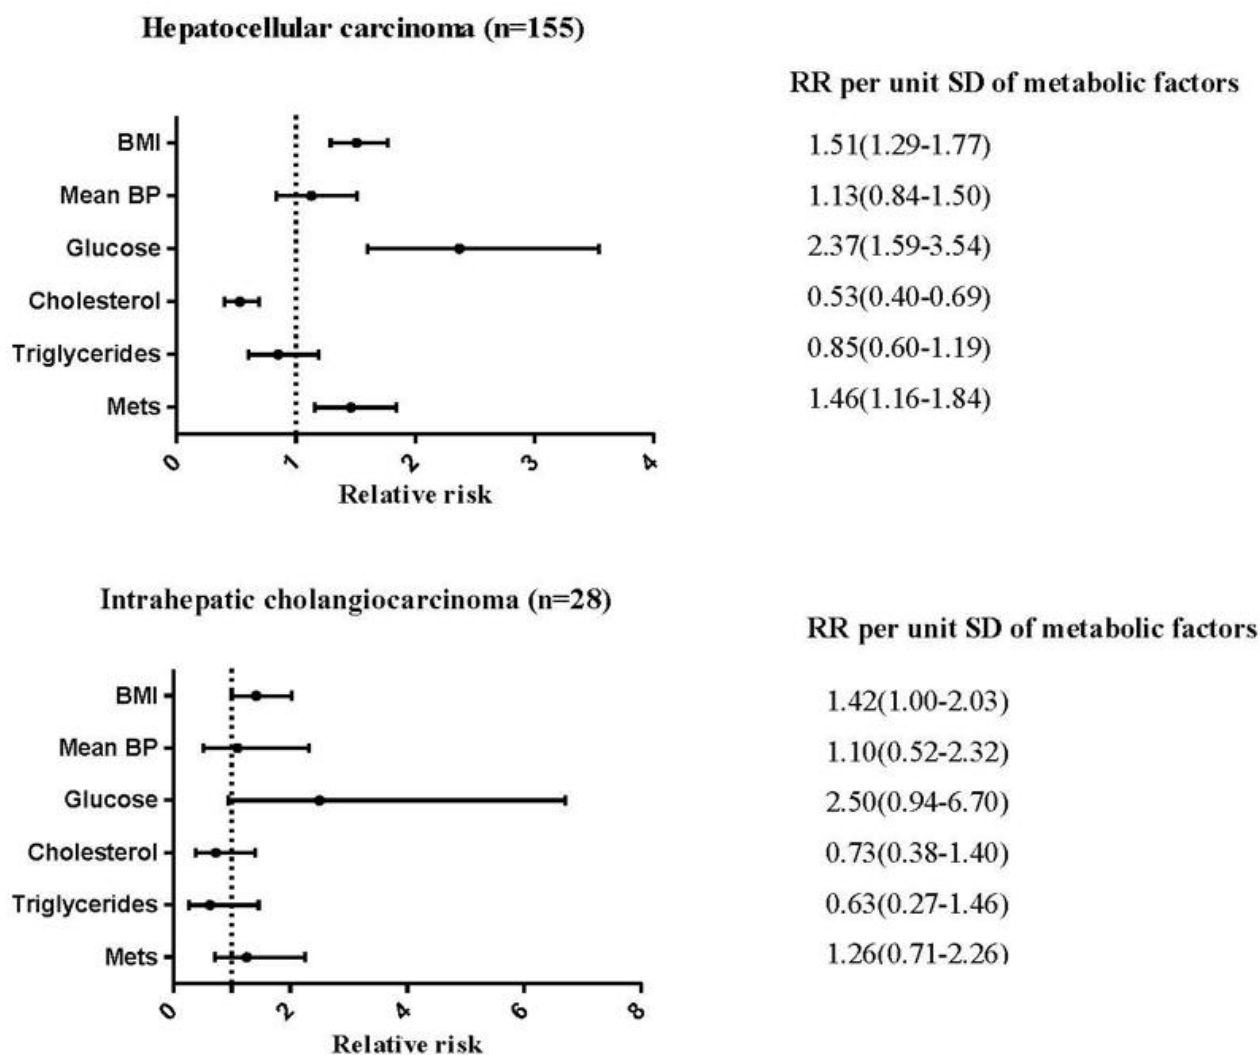 Hepatocellular carcinoma (n=155)
RR per unit SD of metabolic factors
BMI 1.51(1.29-1.77)
Mean BP 1.13(0.84-1.50)
Glucose 2.37(1.59-3.54)
Cholesterol 0.53(0.40-0.69)
Triglycerides 0.85(0.60-1.19)
Mets 1.46(1.16-1.84)
0 1 2 3 4
Relative risk
Intrahepatic cholangiocarcinoma (n=28)
RR per unit SD of metabolic factors
BMI 1.42(1.00-2.03)
Mean BP 1.10(0.52-2.32)
Glucose 2.50(0.94-6.70)
Cholesterol 0.73(0.38-1.40)
Triglycerides 0.63(0.27-1.46)
Mets 1.26(0.71-2.26)
0 2 4 6 8
Relative risk